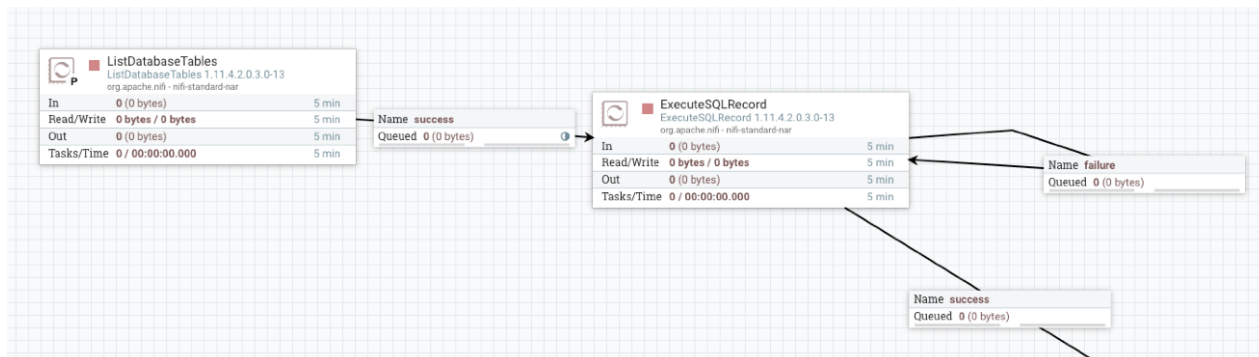 ListDatabaseTables
ListDatabaseTables 1.11.4.2.0.3.0-13
org.apache.nifi - nifi-standard-nar
P
In 0 (0 bytes) 5 min
Read/Write 0 bytes / 0 bytes 5 min
Out 0 (0 bytes) 5 min
Tasks/Time 0 / 00:00:00.000 5 min
Name success
Queued 0 (0 bytes)
ExecuteSQLRecord
ExecuteSQLRecord 1.11.4.2.0.3.0-13
org.apache.nifi - nifi-standard-nar
In 0 (0 bytes) 5 min
Read/Write 0 bytes / 0 bytes 5 min
Out 0 (0 bytes) 5 min
Tasks/Time 0 / 00:00:00.000 5 min
Name failure
Queued 0 (0 bytes)
Name success
Queued 0 (0 bytes)